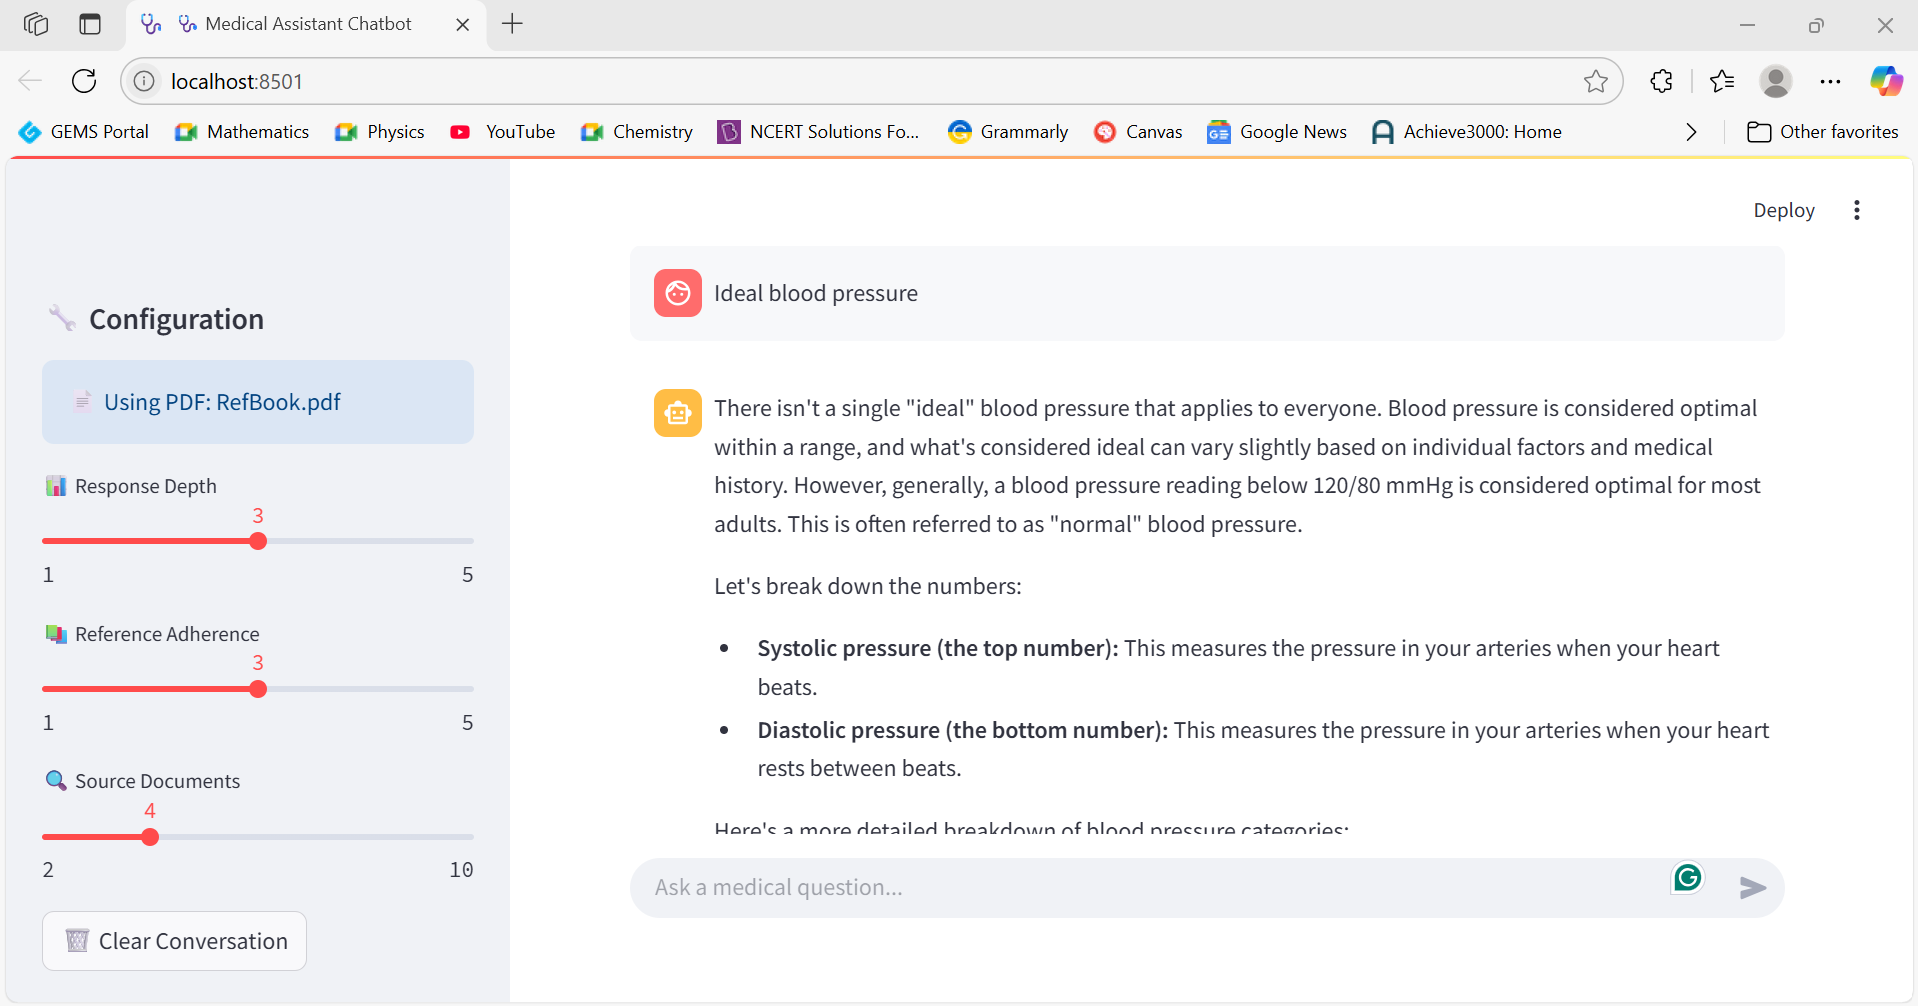 Medical Assistant Chatbot
localhost:8501
GEMS Portal
Mathematics
Physics
YouTube
Chemistry
NCERT Solutions Fo...
Grammarly
Canvas
Google News
Achieve3000: Home
Other favorites
Deploy
Configuration
Using PDF: RefBook.pdf
Response Depth
3
1 5
Reference Adherence
3
1 5
Source Documents
4
2 10
Clear Conversation
Ideal blood pressure
There isn't a single "ideal" blood pressure that applies to everyone. Blood pressure is considered optimal
within a range, and what's considered ideal can vary slightly based on individual factors and medical
history. However, generally, a blood pressure reading below 120/80 mmHg is considered optimal for most
adults. This is often referred to as "normal" blood pressure.
Let's break down the numbers:
• Systolic pressure (the top number): This measures the pressure in your arteries when your heart
beats.
• Diastolic pressure (the bottom number): This measures the pressure in your arteries when your heart
rests between beats.
Here's a more detailed breakdown of blood pressure categories:
Ask a medical question...